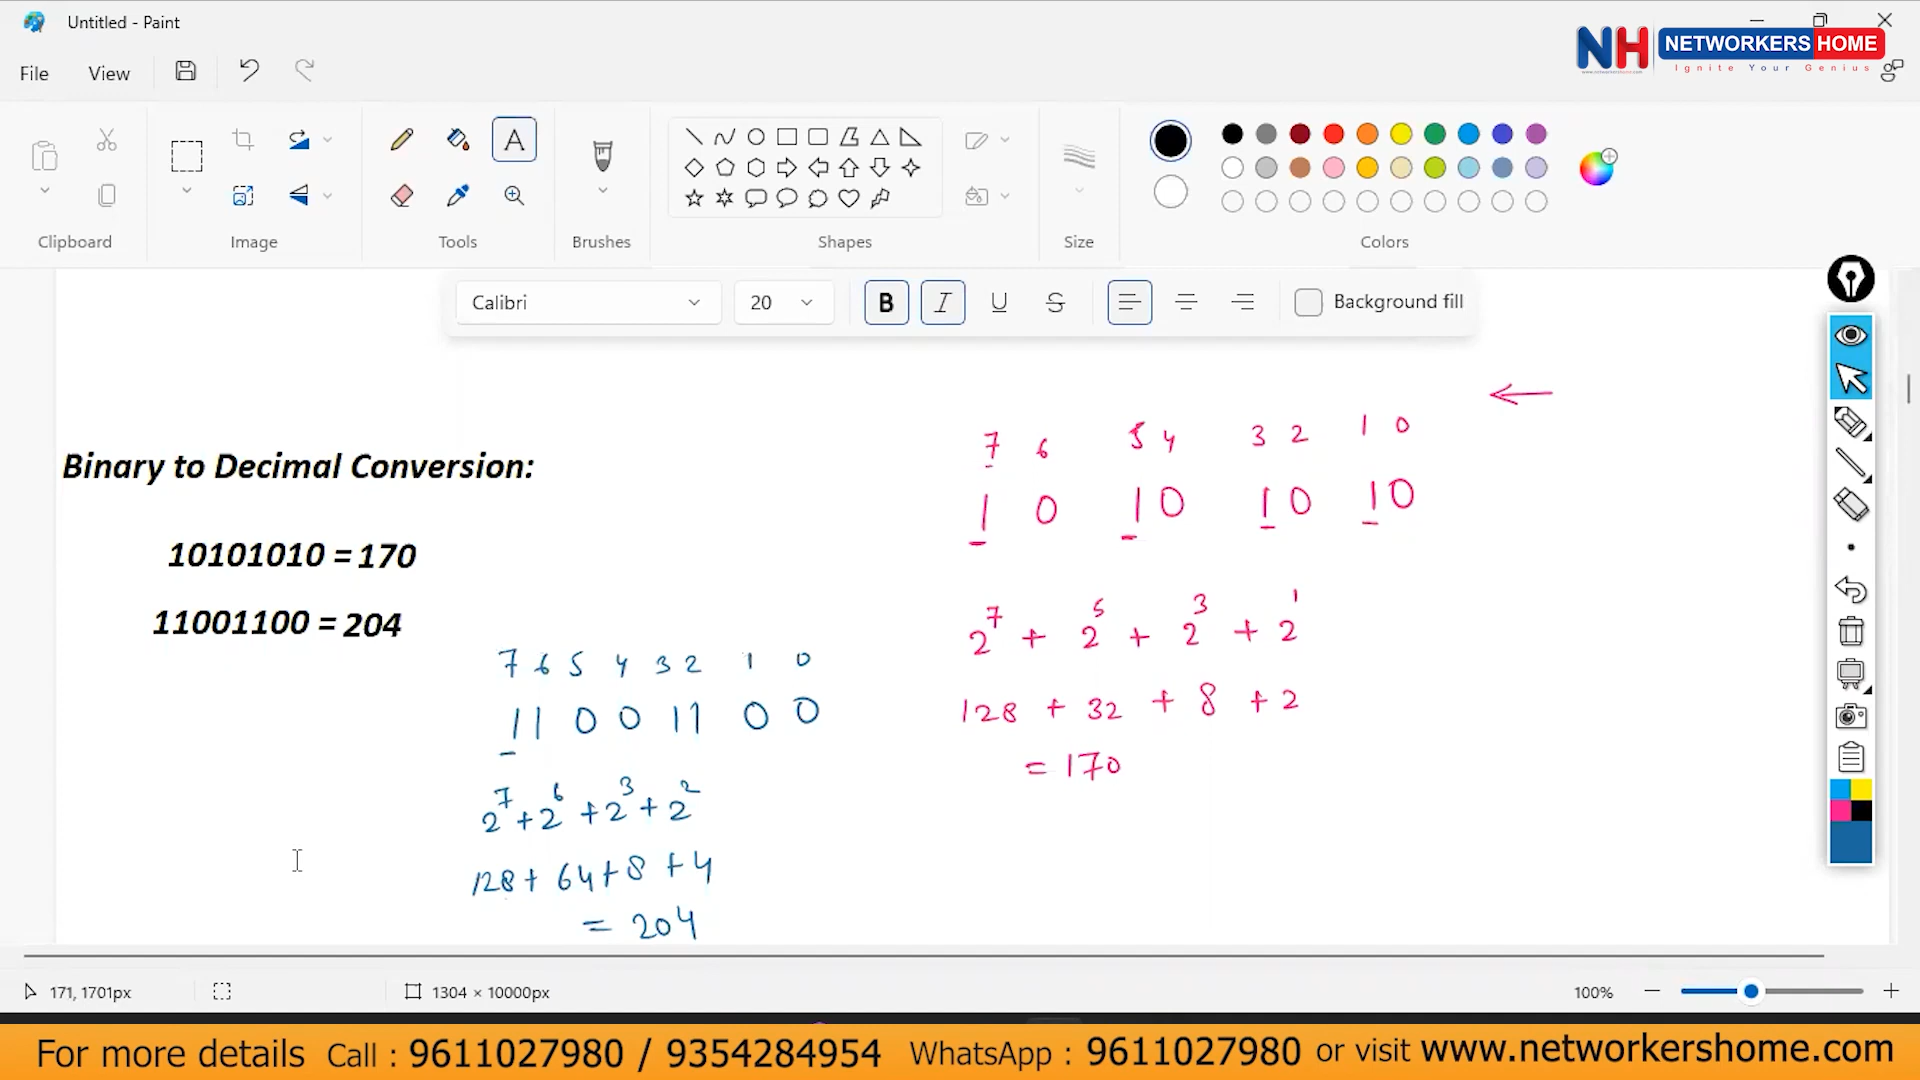 Untitled - Paint
NH NETWORKERS HOME
Ignite Your Genius
File View
Clipboard Image Tools Brushes Shapes Size Colors
Calibri 20 B I U S Background fill
7 6 5 4 3 2 1 0
1 0 1 0 1 0 1 0
Binary to Decimal Conversion:
10101010 = 170
11001100 = 204
2^7 + 2^5 + 2^3 + 2^1
128 + 32 + 8 + 2
= 170
7 6 5 4 3 2 1 0
1 1 0 0 1 1 0 0
2^7 + 2^6 + 2^3 + 2^2
128 + 64 + 8 + 4
= 204
171, 1701px 1304 × 10000px 100%
For more details Call : 9611027980 / 9354284954 WhatsApp : 9611027980 or visit www.networkershome.com